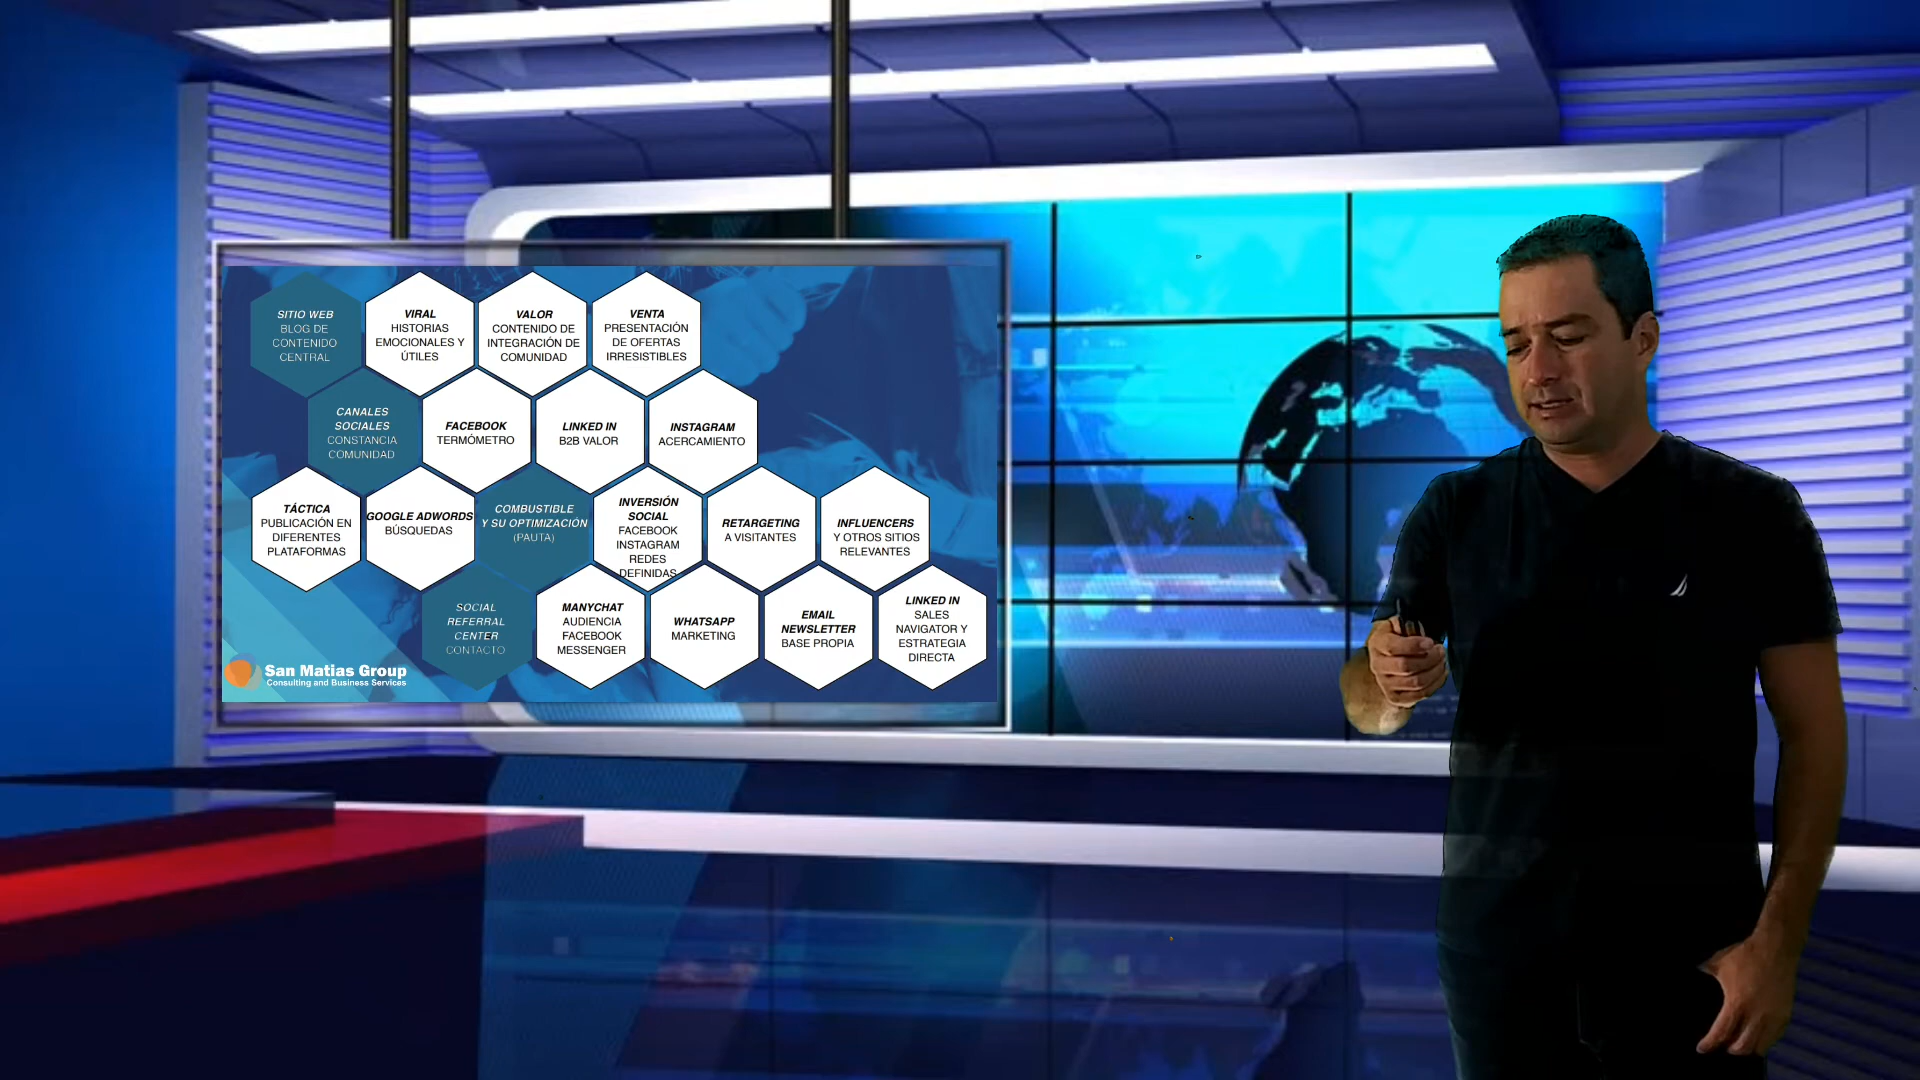 SITIO WEB
BLOG DE
CONTENIDO
CENTRAL
VIRAL
HISTORIAS
EMOCIONALES Y
ÚTILES
VALOR
CONTENIDO DE
INTEGRACIÓN DE
COMUNIDAD
VENTA
PRESENTACIÓN
DE OFERTAS
IRRESISTIBLES
CANALES
SOCIALES
CONSTANCIA
COMUNIDAD
FACEBOOK
TERMÓMETRO
LINKED IN
B2B VALOR
INSTAGRAM
ACERCAMIENTO
TÁCTICA
PUBLICACIÓN EN
DIFERENTES
PLATAFORMAS
GOOGLE ADWORDS
BÚSQUEDAS
COMBUSTIBLE
Y SU OPTIMIZACIÓN
(PAUTA)
INVERSIÓN
SOCIAL
FACEBOOK
INSTAGRAM
REDES
DEFINIDAS
RETARGETING
A VISITANTES
INFLUENCERS
Y OTROS SITIOS
RELEVANTES
SOCIAL
REFERRAL
CENTER
CONTACTO
MANYCHAT
AUDIENCIA
FACEBOOK
MESSENGER
WHATSAPP
MARKETING
EMAIL
NEWSLETTER
BASE PROPIA
LINKED IN
SALES
NAVIGATOR Y
ESTRATEGIA
DIRECTA
San Matias Group
Consulting and Business Services